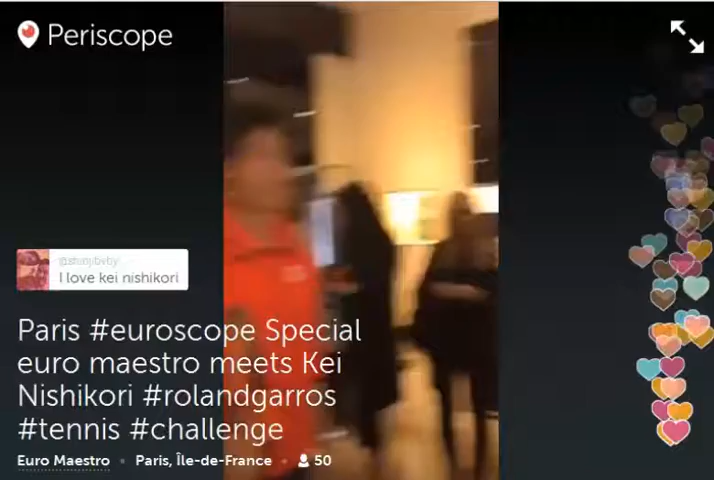 Periscope
I love kei nishikori
Paris #euroscope Special
euro maestro meets Kei
Nishikori #rolandgarros
#tennis #challenge
Euro Maestro • Paris, Île-de-France • 50